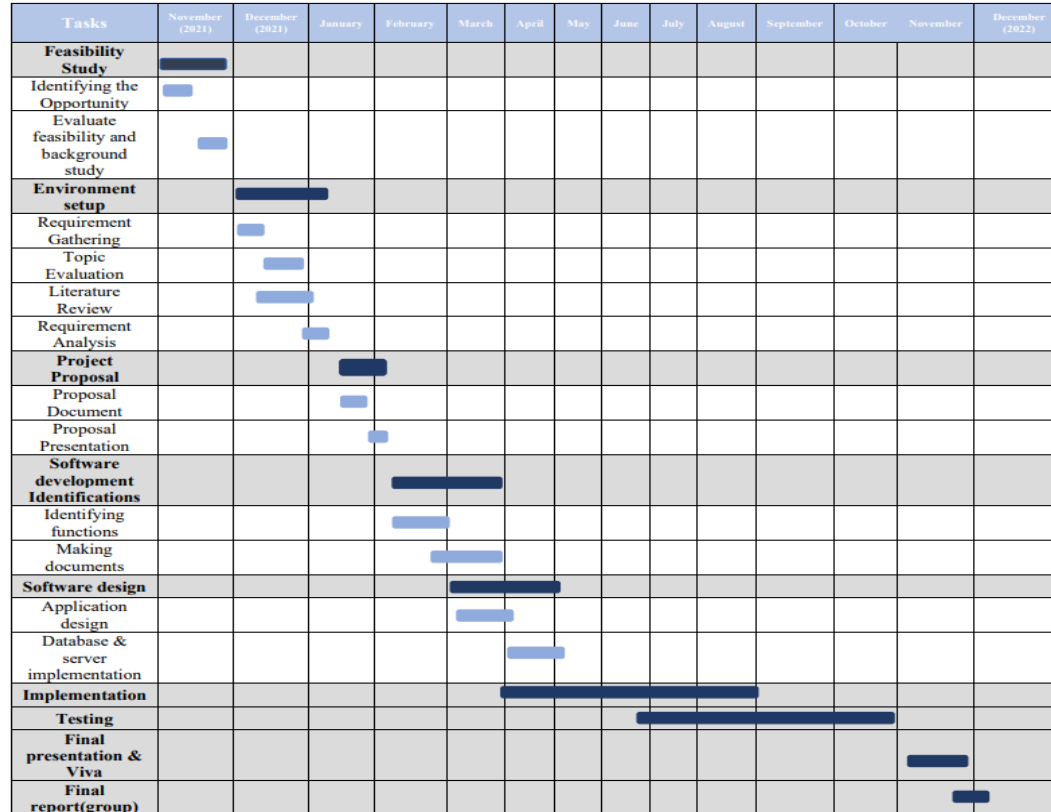 Tasks
November
(2021)
December
(2021)
January
February
March
April
May
June
July
August
September
October
November
December
(2022)
Feasibility
Study
Identifying the
Opportunity
Evaluate
feasibility and
background
study
Environment
setup
Requirement
Gathering
Topic
Evaluation
Literature
Review
Requirement
Analysis
Project
Proposal
Proposal
Document
Proposal
Presentation
Software
development
Identifications
Identifying
functions
Making
documents
Software design
Application
design
Database &
server
implementation
Implementation
Testing
Final
presentation &
Viva
Final
report(group)